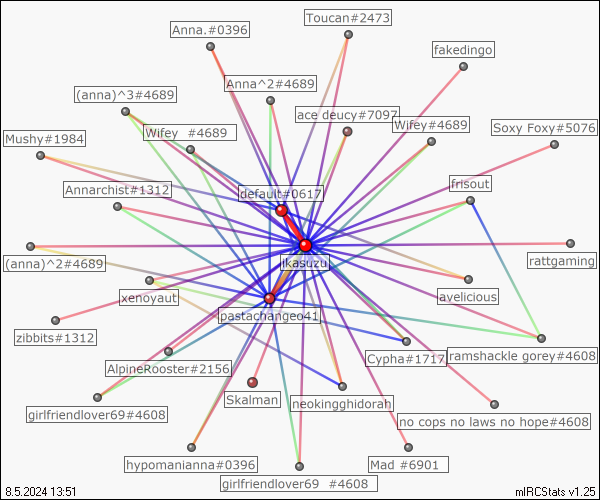 Toucan#2473
Anna.#0396
fakedingo
Anna^2#4689
(anna)^3#4689
ace deucy#7097
Wifey #4689
Wifey#4689
Soxy Foxy#5076
Mushy#1984
Annarchist#1312
default#0617
frisout
(anna)^2#4689
ikasuzu
rattgaming
xenoyaut
avelicious
pastachangeo41
zibbits#1312
Cypha#1717
ramshackle gorey#4608
AlpineRooster#2156
Skalman
neokingghidorah
girlfriendlover69#4608
no cops no laws no hope#4608
hypomanianna#0396
Mad #6901
girlfriendlover69 #4608
8.5.2024 13:51
mIRCStats v1.25